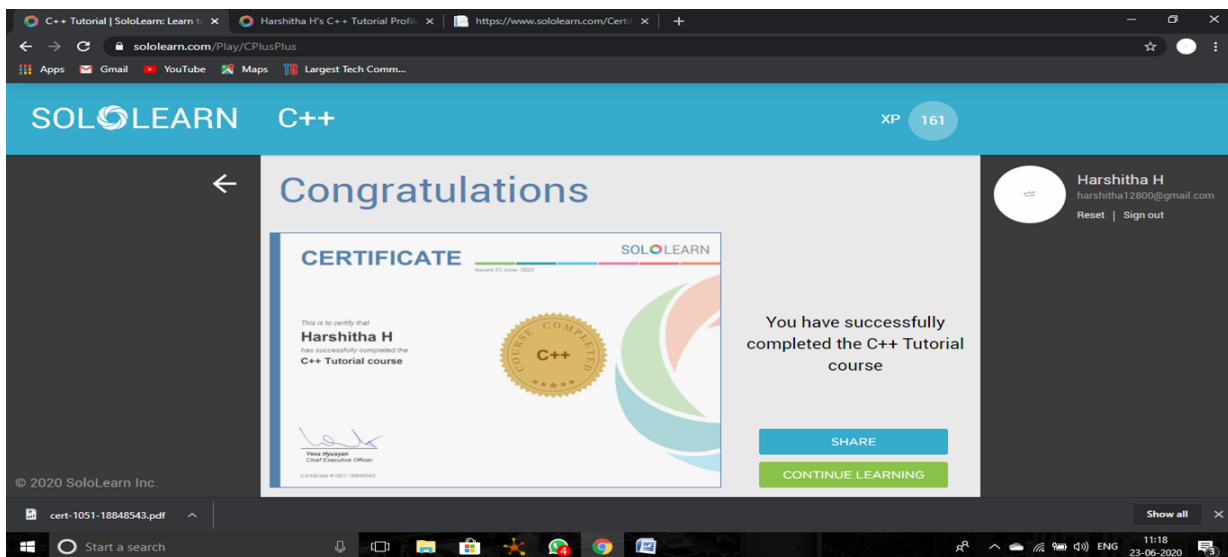 C++ Tutorial | SoloLearn: Learn t
Harshitha H's C++ Tutorial Profil
https://www.sololearn.com/Certi
sololearn.com/Play/CPlusPlus
Apps Gmail YouTube Maps Largest Tech Comm...
SOLOLEARN C++ XP 161
Congratulations
CERTIFICATE
SOLOLEARN
Issued 23 June, 2020
This is to certify that
Harshitha H
has successfully completed the
C++ Tutorial course
COURSE COMPLETED
C++
Yeva Hyusyan
Chief Executive Officer
Certificate #1051-18848543
You have successfully
completed the C++ Tutorial
course
SHARE
CONTINUE LEARNING
Harshitha H
harshitha12800@gmail.com
Reset | Sign out
© 2020 SoloLearn Inc.
cert-1051-18848543.pdf
Show all
Start a search
4
ENG
11:18
23-06-2020
3